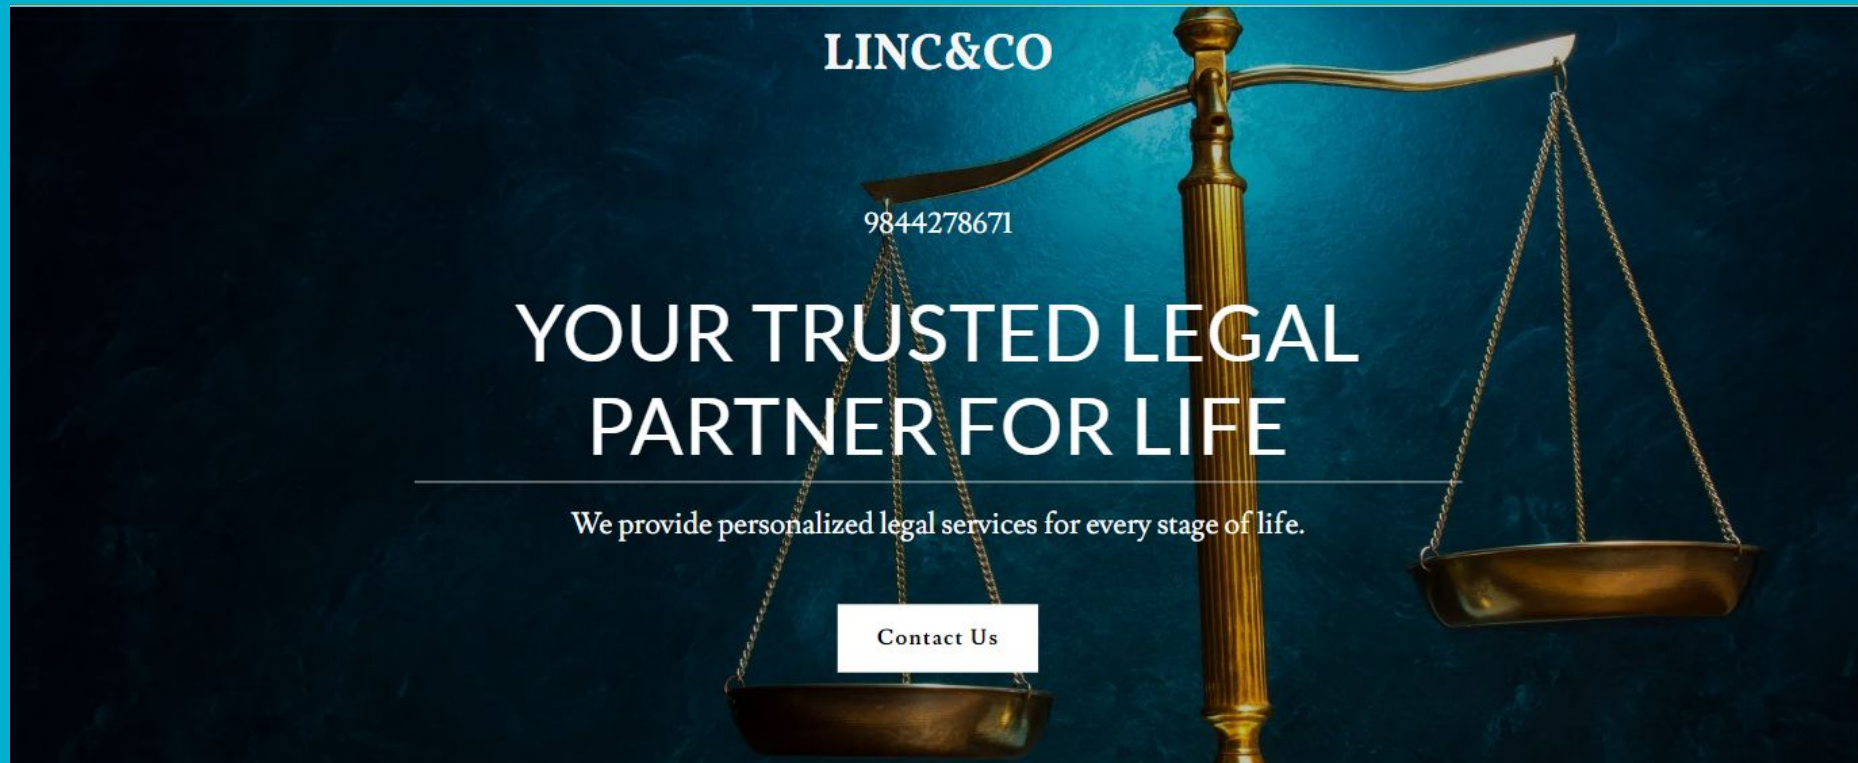 LINC&CO
9844278671
YOUR TRUSTED LEGAL
PARTNER FOR LIFE
We provide personalized legal services for every stage of life.
Contact Us